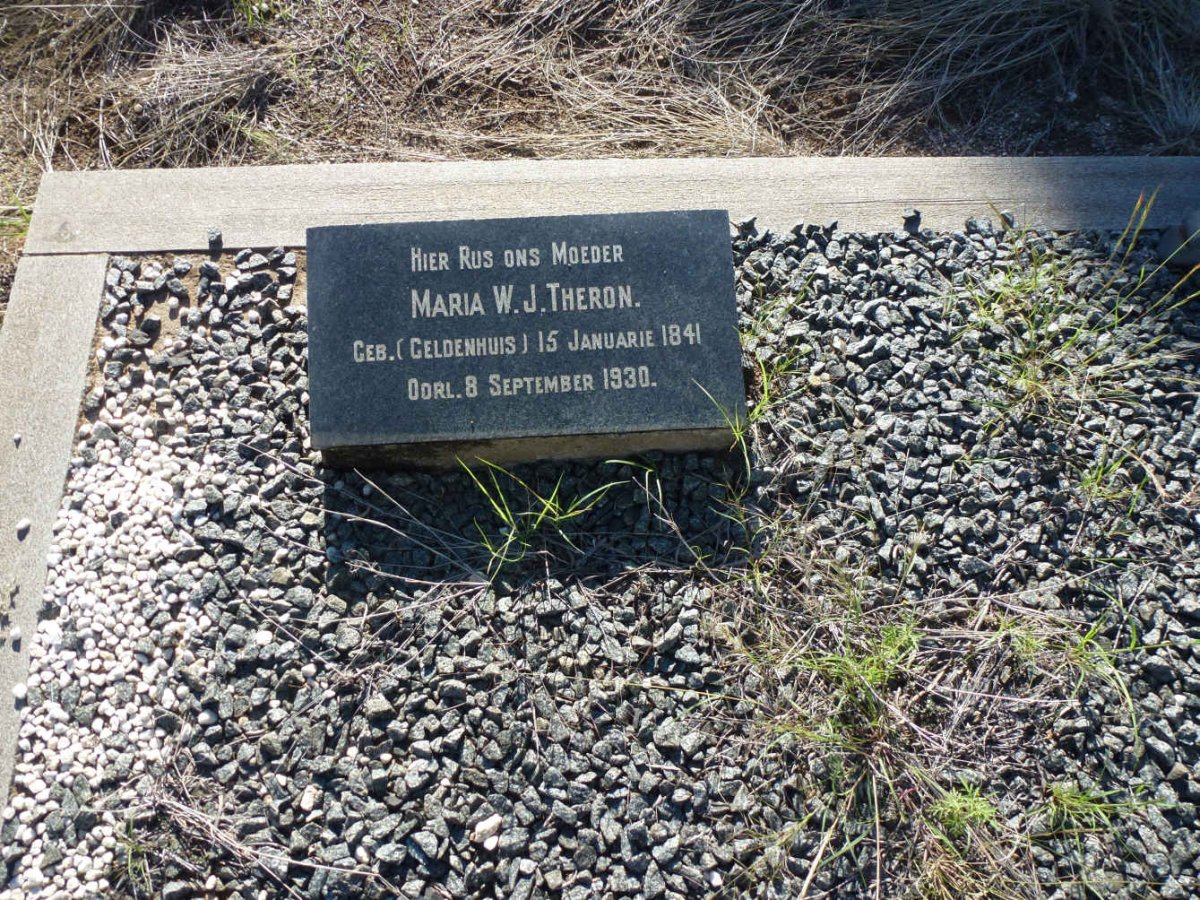 Hier Rus ons Moeder
Maria W.J. Theron.
Geb. (Geldenhuis) 15 Januarie 1841
Oorl. 8 September 1930.